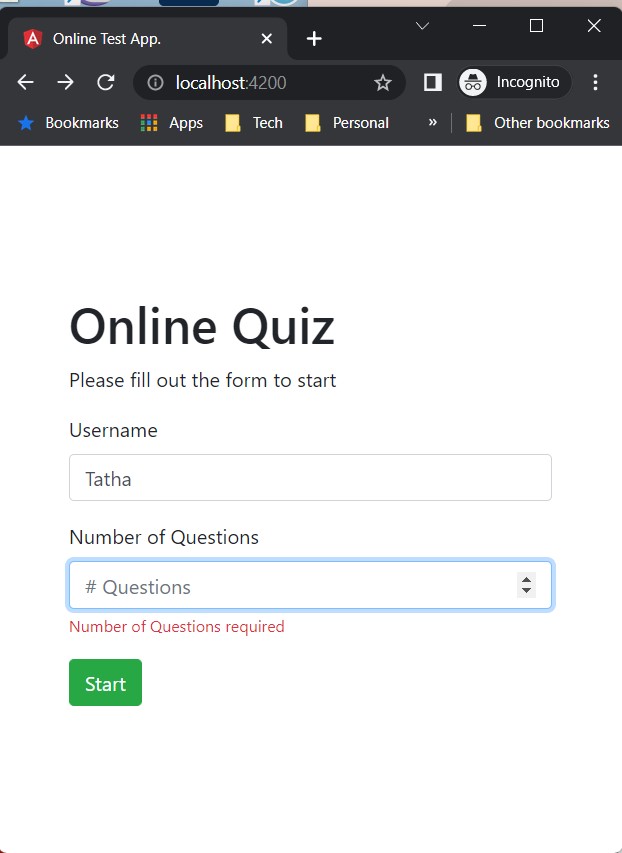 Online Test App.
localhost:4200
Incognito
Bookmarks Apps Tech Personal » Other bookmarks
Online Quiz
Please fill out the form to start
Username
Tatha
Number of Questions
# Questions
Number of Questions required
Start